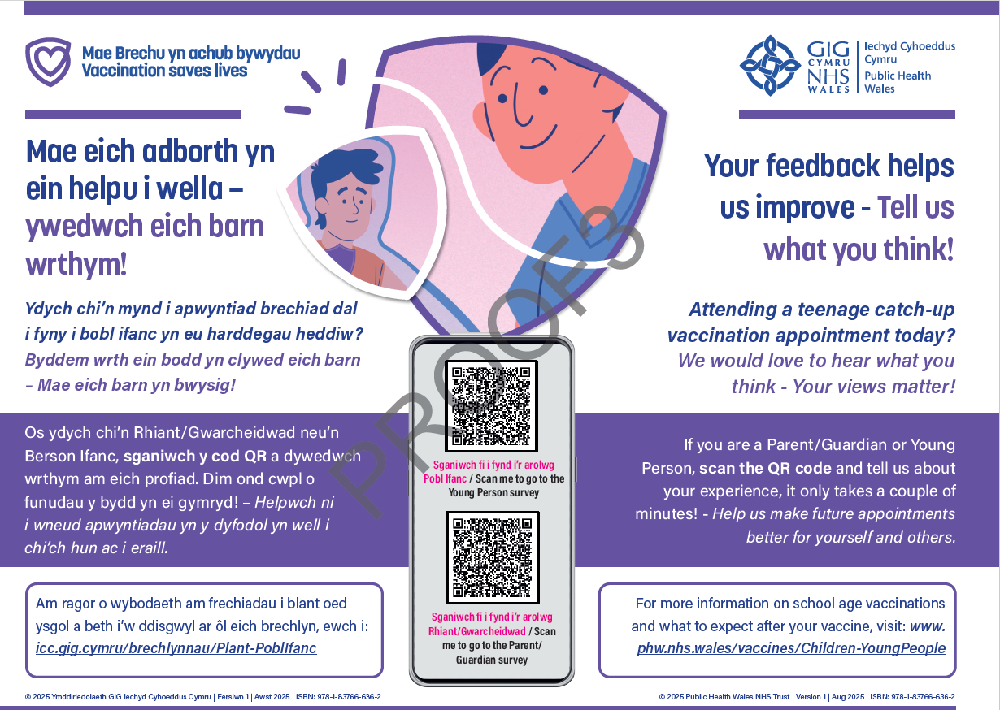 Mae Brechu yn achub bywydau
Vaccination saves lives
GIG
CYMRU
NHS
WALES
Iechyd Cyhoeddus
Cymru
Public Health
Wales
Mae eich adborth yn
ein helpu i wella –
ywedwch eich barn
wrthym!
Ydych chi’n mynd i apwyntiad brechiad dal
i fyny i bobl ifanc yn eu harddegau heddiw?
Byddem wrth ein bodd yn clywed eich barn
– Mae eich barn yn bwysig!
Os ydych chi’n Rhiant/Gwarcheidwad neu’n
Berson Ifanc, sganiwch y cod QR a dywedwch
wrthym am eich profiad. Dim ond cwpl o
funudau y bydd yn ei gymryd! – Helpwch ni
i wneud apwyntiadau yn y dyfodol yn well i
chi’ch hun ac i eraill.
Am ragor o wybodaeth am frechiadau i blant oed
ysgol a beth i’w ddisgwyl ar ôl eich brechlyn, ewch i:
icc.gig.cymru/brechlynnau/Plant-PoblIfanc
© 2025 Ymddiriedolaeth GIG Iechyd Cyhoeddus Cymru | Fersiwn 1 | Awst 2025 | ISBN: 978-1-83766-636-2
PROOF3
Sganiwch fi i fynd i’r arolwg
Pobl Ifanc / Scan me to go to the
Young Person survey
Sganiwch fi i fynd i’r arolwg
Rhiant/Gwarcheidwad / Scan
me to go to the Parent/
Guardian survey
Your feedback helps
us improve - Tell us
what you think!
Attending a teenage catch-up
vaccination appointment today?
We would love to hear what you
think - Your views matter!
If you are a Parent/Guardian or Young
Person, scan the QR code and tell us about
your experience, it only takes a couple of
minutes! - Help us make future appointments
better for yourself and others.
For more information on school age vaccinations
and what to expect after your vaccine, visit: www.
phw.nhs.wales/vaccines/Children-YoungPeople
© 2025 Public Health Wales NHS Trust | Version 1 | Aug 2025 | ISBN: 978-1-83766-636-2